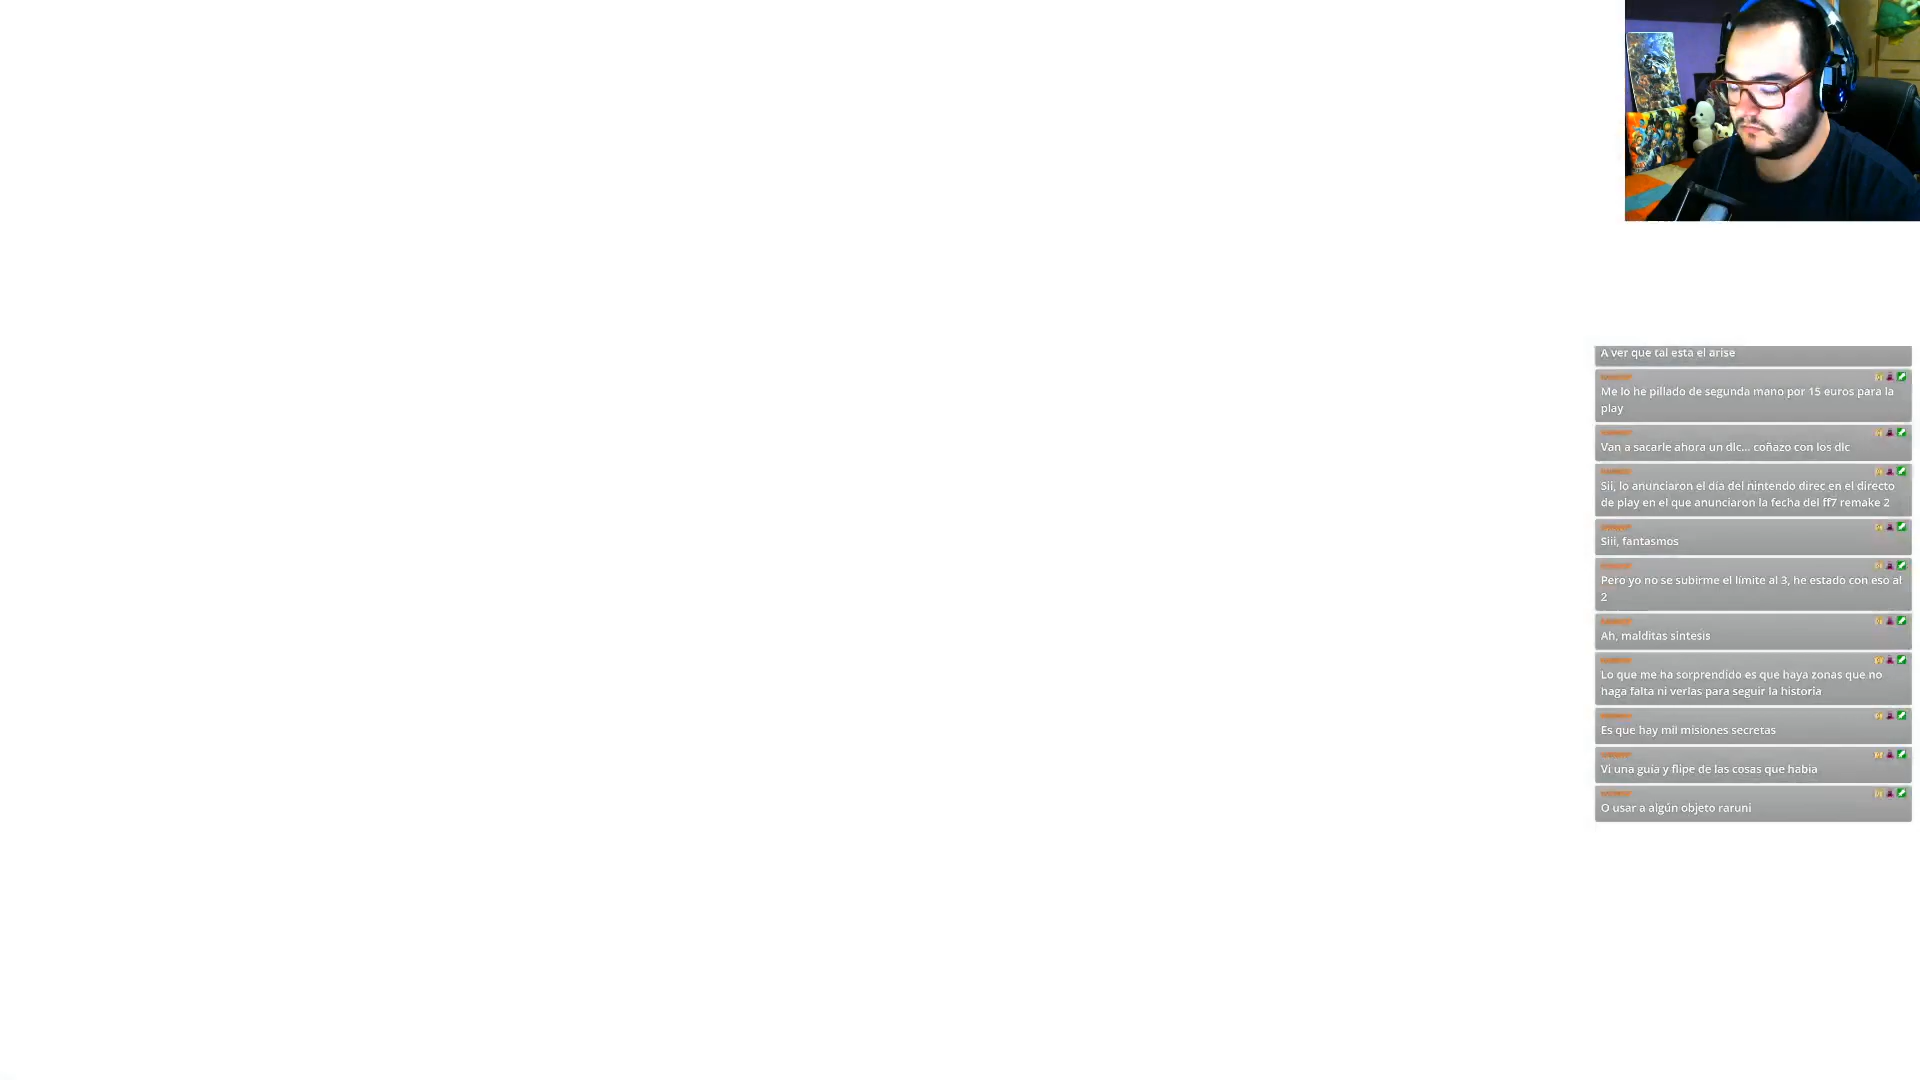 A ver que tal esta el arise
Me lo he pillado de segunda mano por 15 euros para la
play
Van a sacarle ahora un dlc... coñazo con los dlc
Sii, lo anunciaron el día del nintendo direc en el directo
de play en el que anunciaron la fecha del ff7 remake 2
Siii, fantasmos
Pero yo no se subirme el límite al 3, he estado con eso al
2
Ah, malditas síntesis
Lo que me ha sorprendido es que haya zonas que no
haga falta ni verlas para seguir la historia
Es que hay mil misiones secretas
Vi una guía y flipe de las cosas que había
O usar a algún objeto raruni